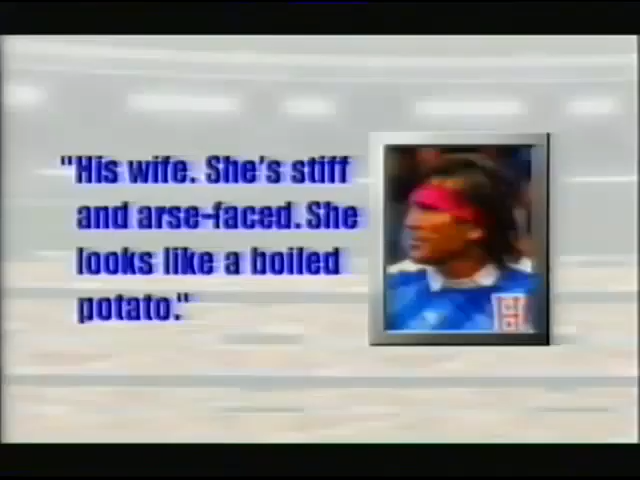 "His wife. She's stiff
and arse-faced. She
looks like a boiled
potato."